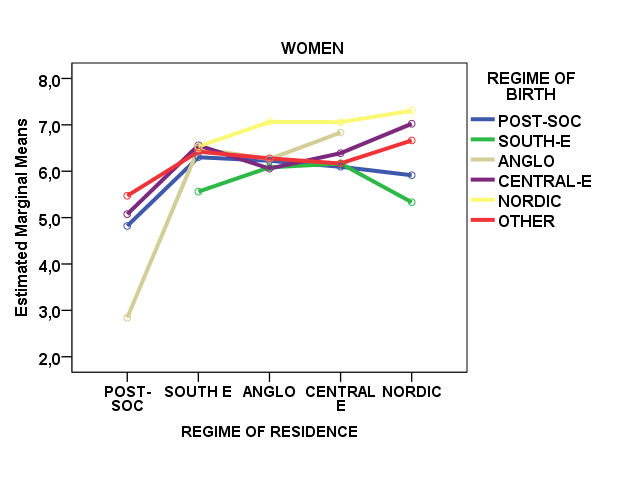 WOMEN
8,0
7,0
6,0
5,0
4,0
3,0
2,0
Estimated Marginal Means
POST-
SOC
SOUTH E
ANGLO
CENTRAL
E
NORDIC
REGIME OF RESIDENCE
REGIME OF
BIRTH
POST-SOC
SOUTH-E
ANGLO
CENTRAL-E
NORDIC
OTHER